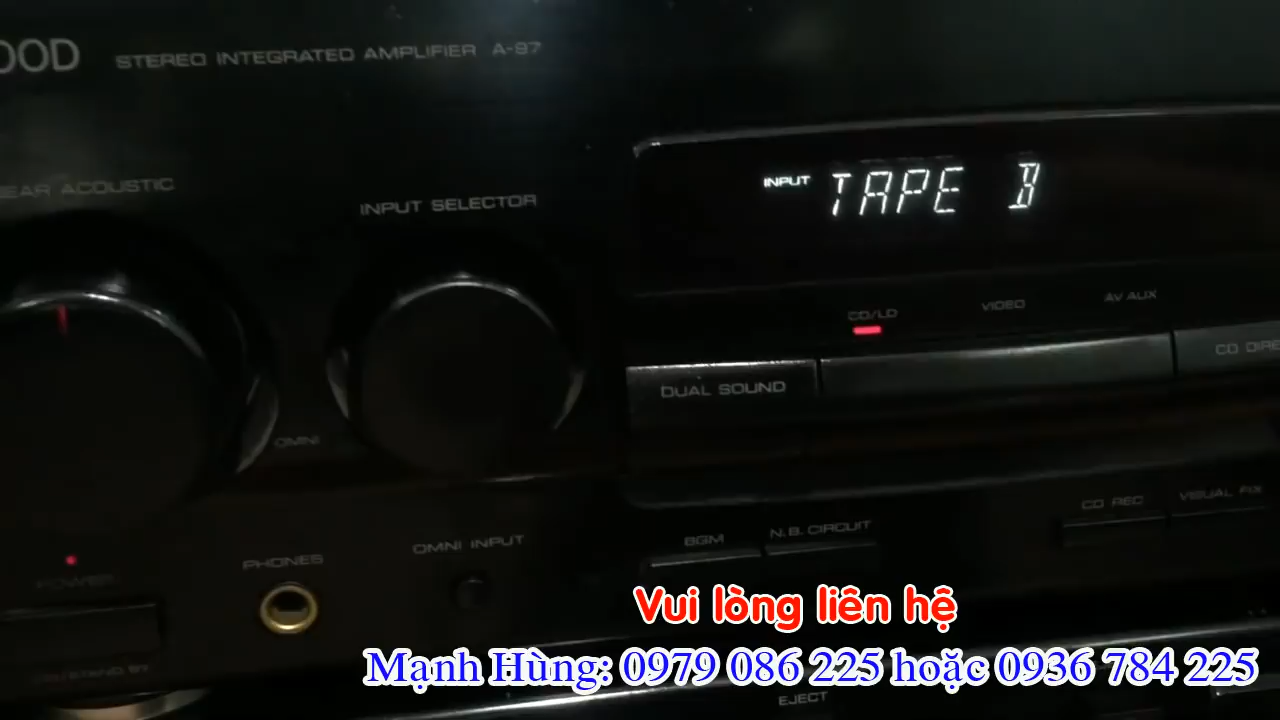 OOD STEREO INTEGRATED AMPLIFIER A-97
EAR ACOUSTIC
INPUT SELECTOR
INPUT TAPE B
CD/LD VIDEO AV AUX
DUAL SOUND
CD DIRE
OMNI
CD REC VISUAL FIX
BGM N.B. CIRCUIT
OMNI INPUT
PHONES
POWER
Vui lòng liên hệ
Mạnh Hùng: 0979 086 225 hoặc 0936 784 225
EJECT